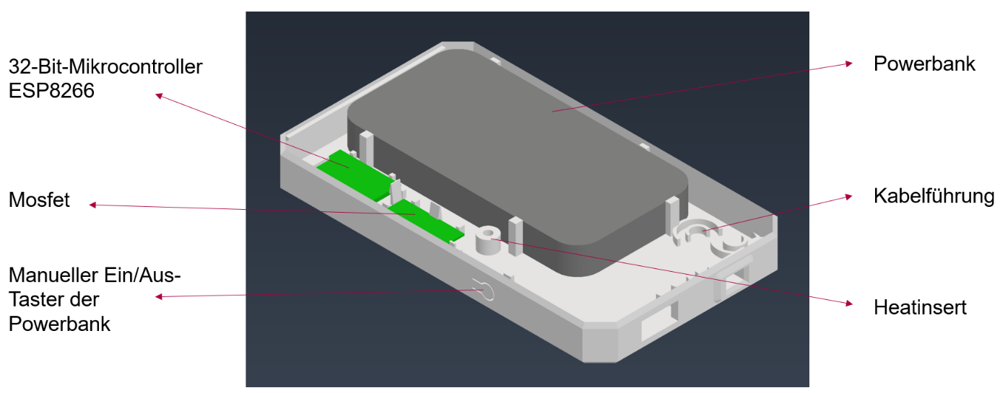 32-Bit-Mikrocontroller
ESP8266
Mosfet
Manueller Ein/Aus-
Taster der
Powerbank
Powerbank
Kabelführung
Heatinsert